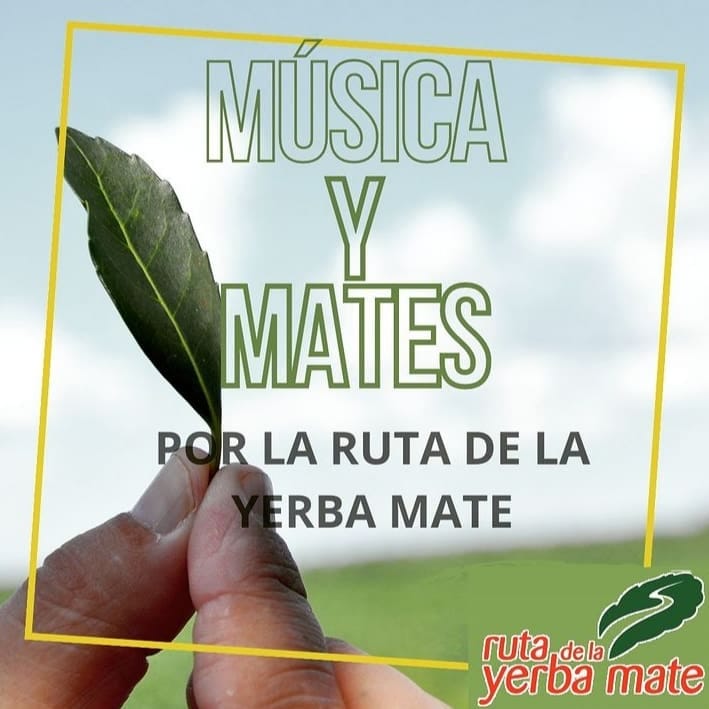 MÚSICA
Y
MATES
POR LA RUTA DE LA
YERBA MATE
ruta de la
yerba mate